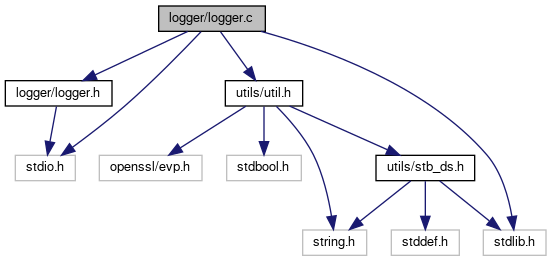 logger/logger.c
logger/logger.h
utils/util.h
stdio.h
openssl/evp.h
stdbool.h
utils/stb_ds.h
string.h
stddef.h
stdlib.h